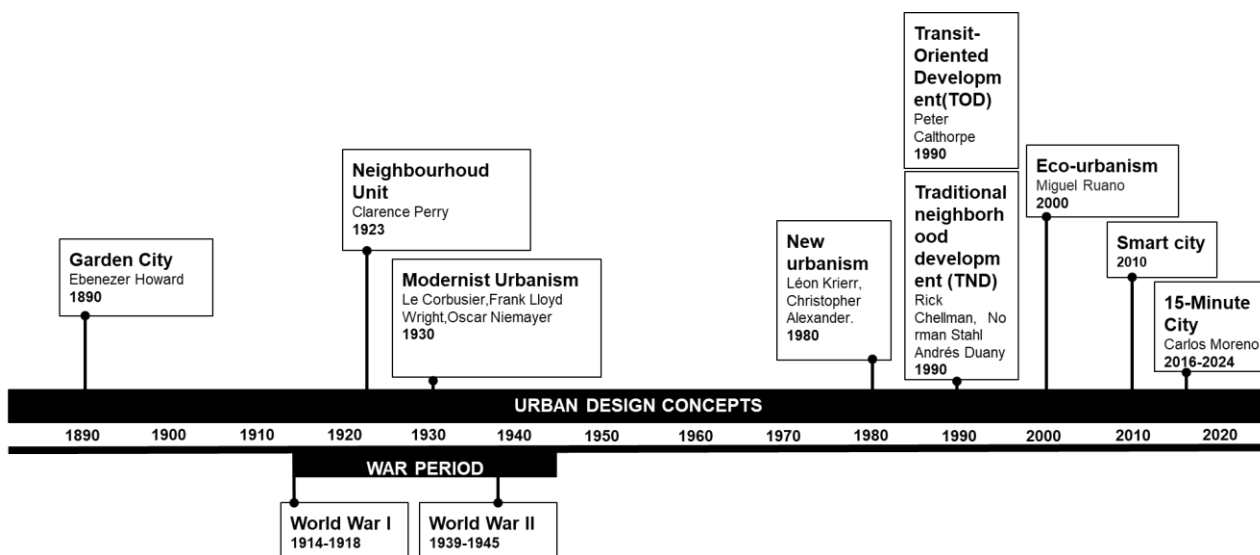 Transit-
Oriented
Developm
ent(TOD)
Peter
Calthorpe
1990
Neighbourhoud
Unit
Clarence Perry
1923
Eco-urbanism
Miguel Ruano
2000
Traditional
neighborh
ood
development (TND)
Rick
Chellman, No
rman Stahl
Andrés Duany
1990
New
urbanism
Léon Krierr,
Christopher
Alexander.
1980
Smart city
2010
Garden City
Ebenezer Howard
1890
Modernist Urbanism
Le Corbusier,Frank Lloyd
Wright,Oscar Niemayer
1930
15-Minute
City
Carlos Moreno
2016-2024
URBAN DESIGN CONCEPTS
1890 1900 1910 1920 1930 1940 1950 1960 1970 1980 1990 2000 2010 2020
WAR PERIOD
World War I
1914-1918
World War II
1939-1945